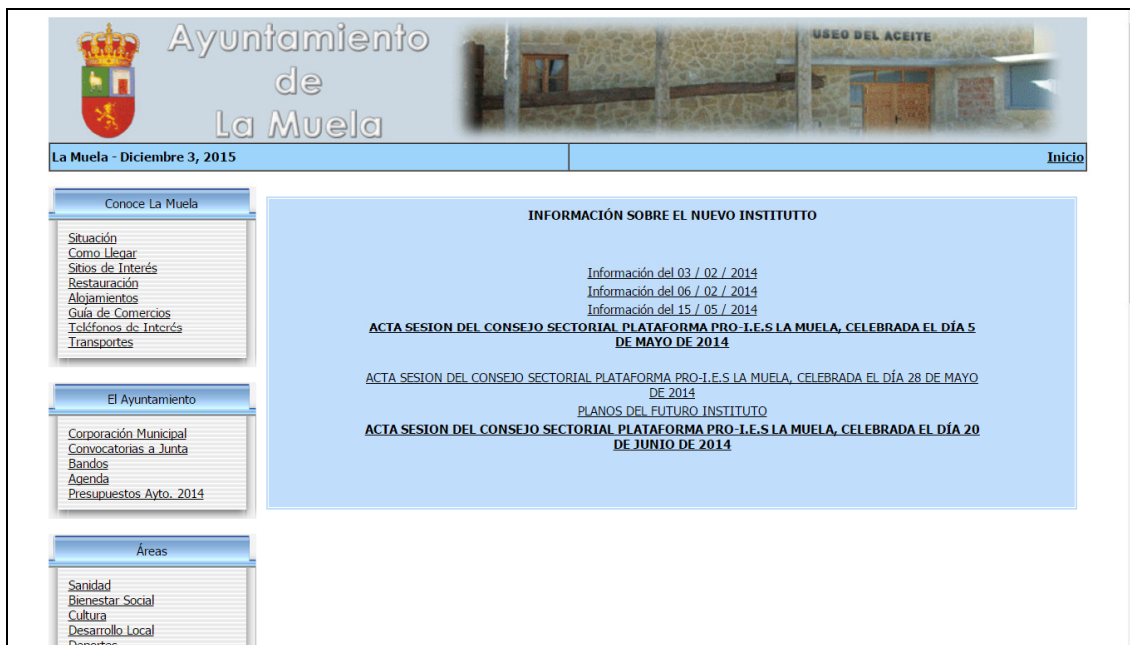 Ayuntamiento
de
La Muela
USEO DEL ACEITE
La Muela - Diciembre 3, 2015
Inicio
Conoce La Muela
Situación
Como Llegar
Sitios de Interés
Restauración
Alojamientos
Guía de Comercios
Teléfonos de Interés
Transportes
El Ayuntamiento
Corporación Municipal
Convocatorias a Junta
Bandos
Agenda
Presupuestos Ayto. 2014
Áreas
Sanidad
Bienestar Social
Cultura
Desarrollo Local
Deportes
INFORMACIÓN SOBRE EL NUEVO INSTITUTTO
Información del 03 / 02 / 2014
Información del 06 / 02 / 2014
Información del 15 / 05 / 2014
ACTA SESION DEL CONSEJO SECTORIAL PLATAFORMA PRO-I.E.S LA MUELA, CELEBRADA EL DÍA 5
DE MAYO DE 2014
ACTA SESION DEL CONSEJO SECTORIAL PLATAFORMA PRO-I.E.S LA MUELA, CELEBRADA EL DÍA 28 DE MAYO
DE 2014
PLANOS DEL FUTURO INSTITUTO
ACTA SESION DEL CONSEJO SECTORIAL PLATAFORMA PRO-I.E.S LA MUELA, CELEBRADA EL DÍA 20
DE JUNIO DE 2014